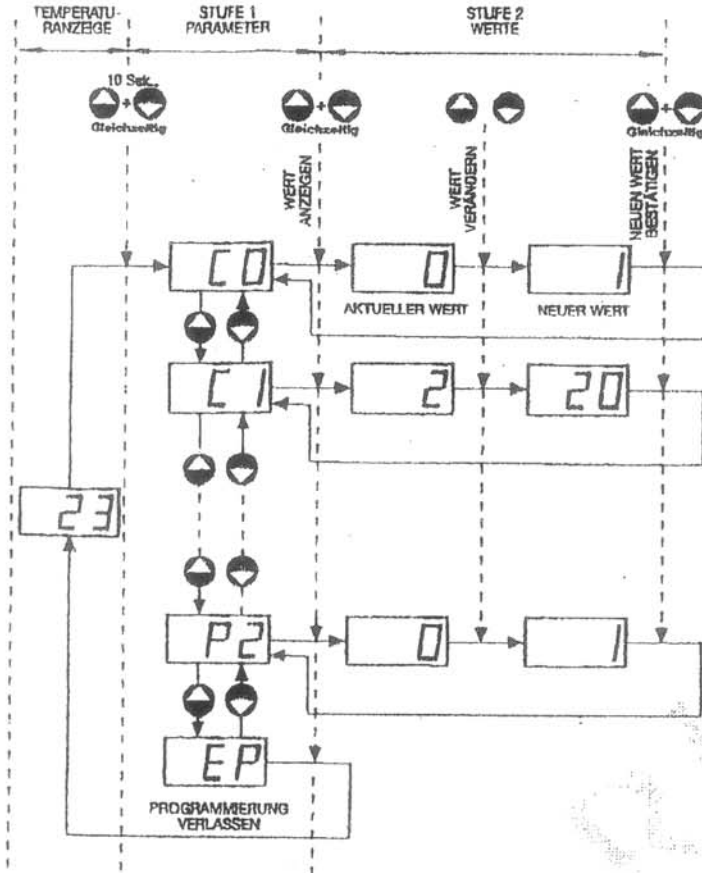 TEMPERATU-
RANZEIGE
STUFE 1
PARAMETER
STUFE 2
WERTE
10 Sek.
+
Gleichzeitig
+
Gleichzeitig
+
Gleichzeitig
WERT
ANZEIGEN
WERT
VERÄNDERN
NEUEN WERT
BESTÄTIGEN
C0
0
1
AKTUELLER WERT
NEUER WERT
C1
2
20
23
P2
0
1
EP
PROGRAMMIERUNG
VERLASSEN